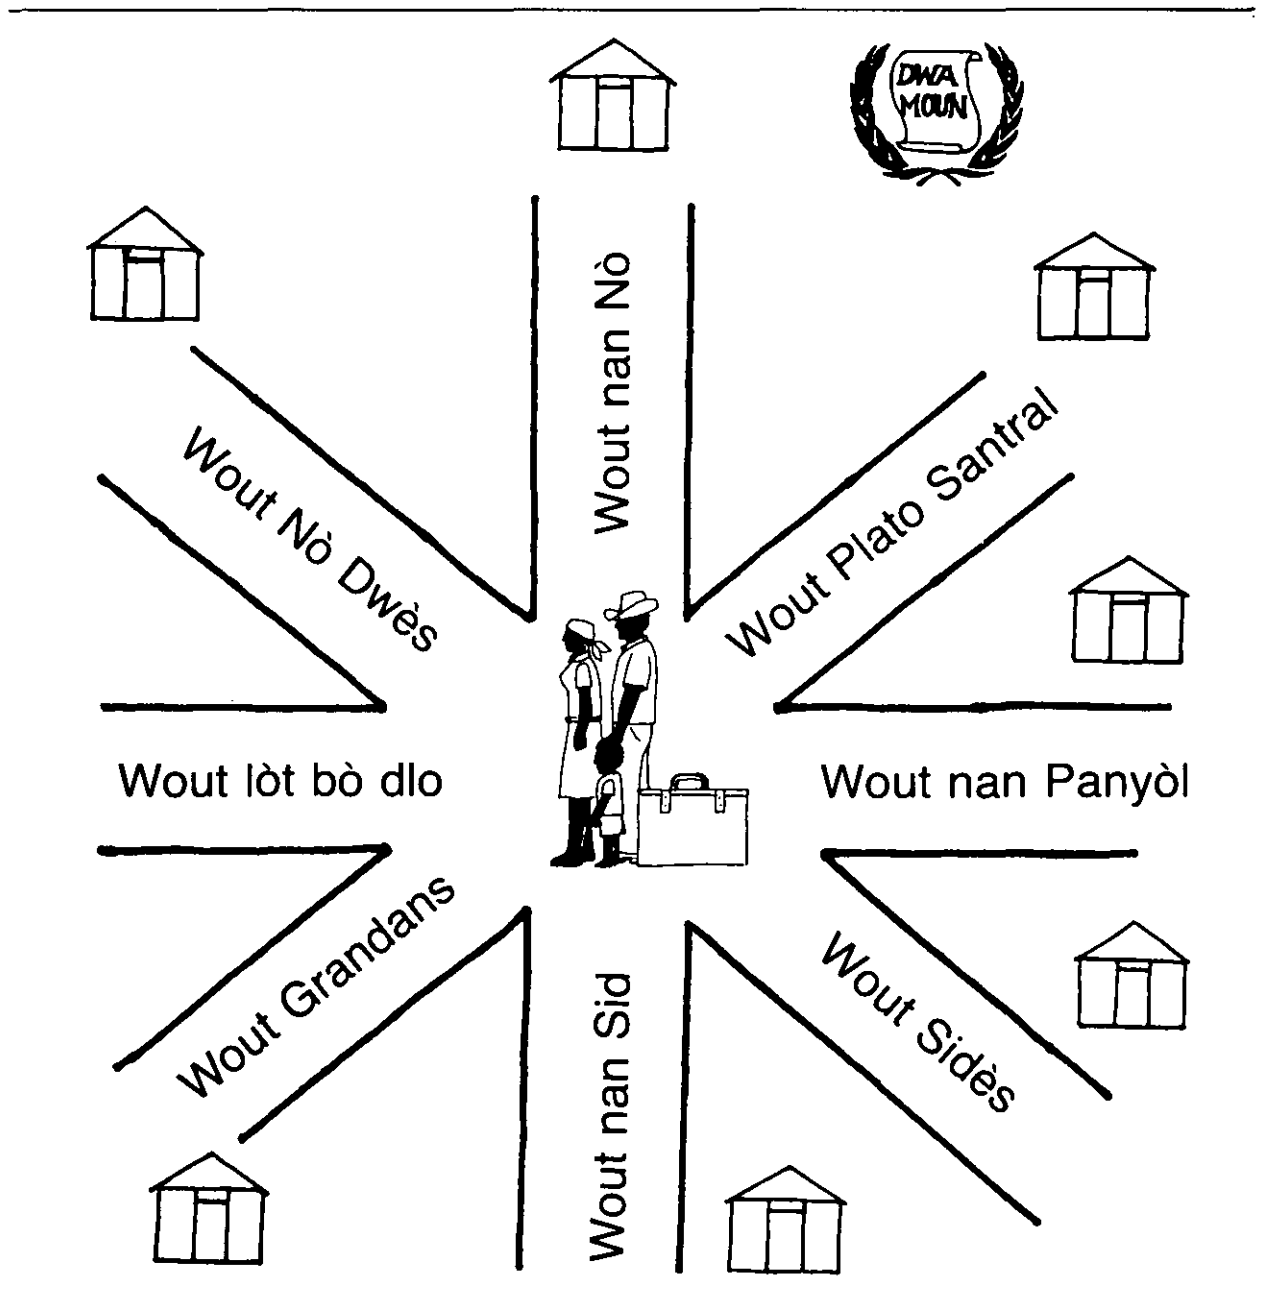 DWA
MOUN
Wout nan Nò
Wout Nò Dwès
Wout Plato Santral
Wout lòt bò dlo
Wout nan Panyòl
Wout Grandans
Wout nan Sid
Wout Sidès